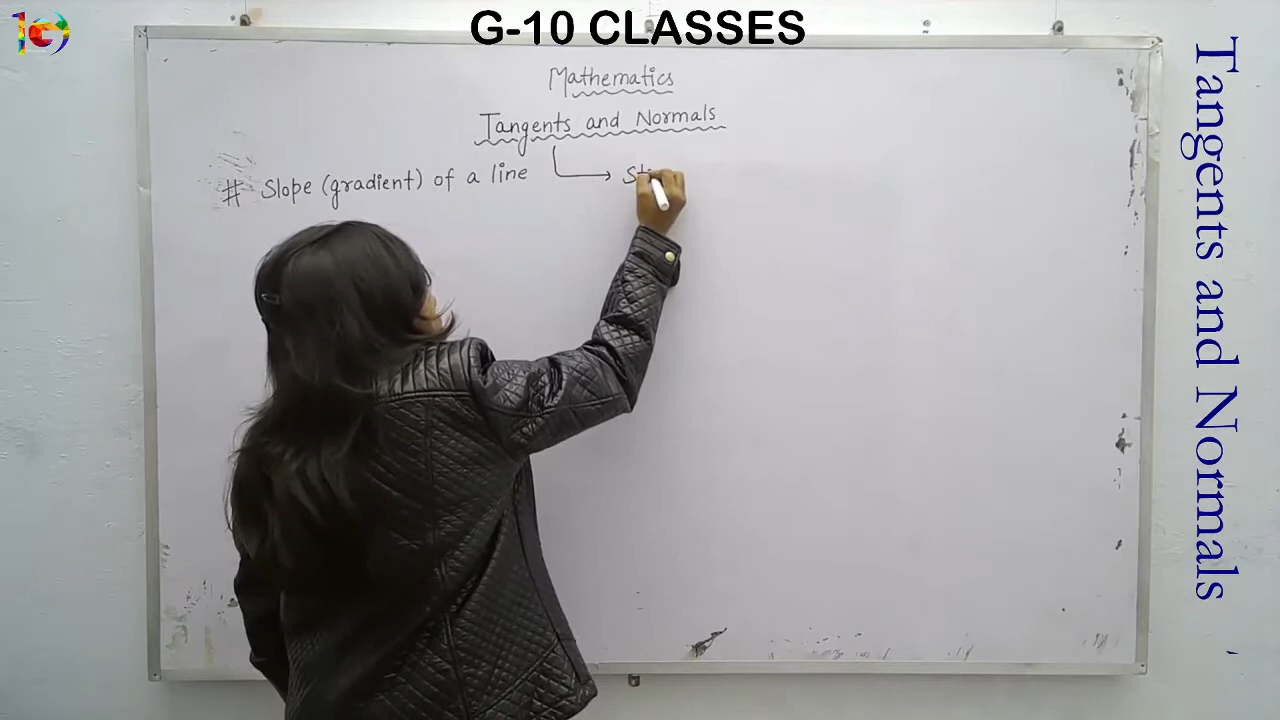 G-10 CLASSES
Mathematics
Tangents and Normals
# Slope (gradient) of a line
Tangents and Normals